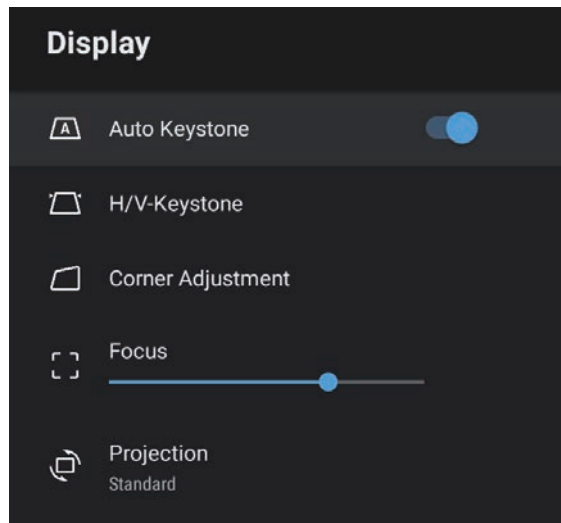 Display
A
Auto Keystone
H/V-Keystone
Corner Adjustment
Focus
Projection
Standard